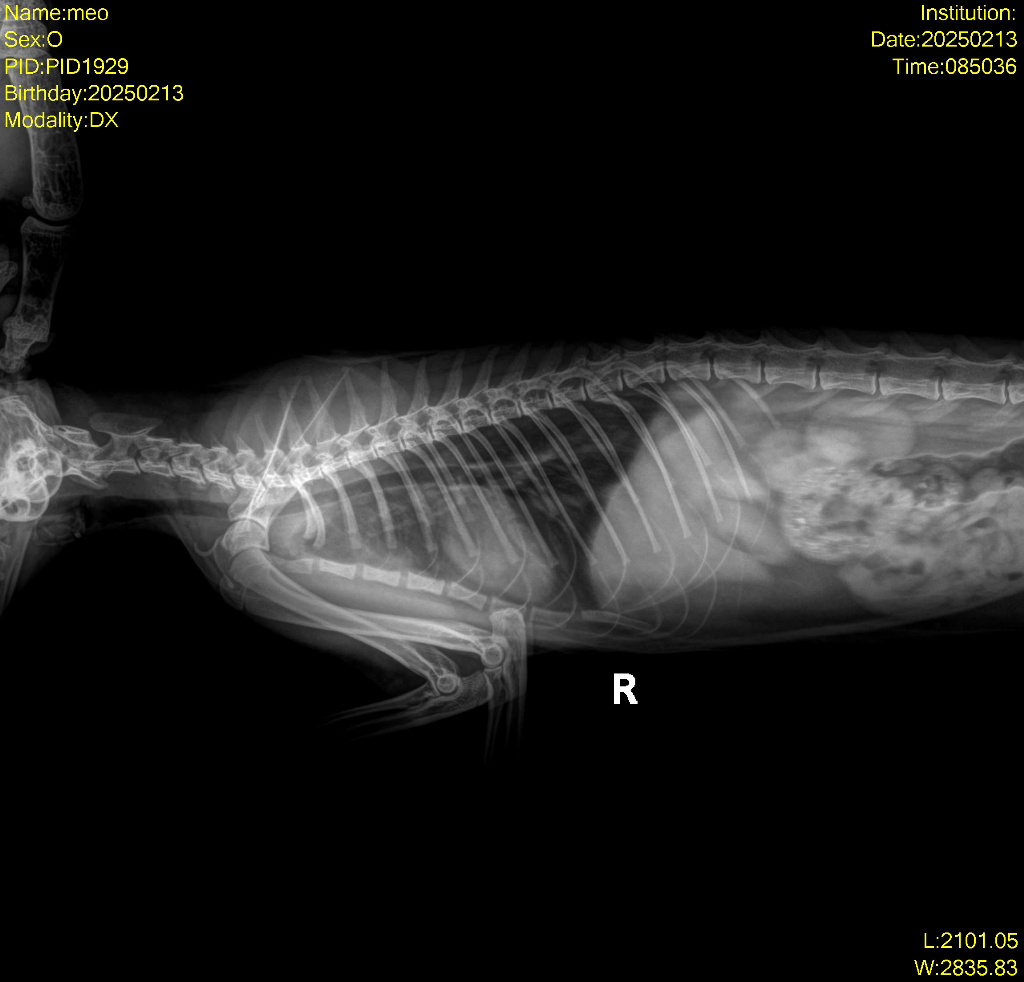 Name:meo
Sex:O
PID:PID1929
Birthday:20250213
Modality:DX
Institution:
Date:20250213
Time:085036
R
L:2101.05
W:2835.83